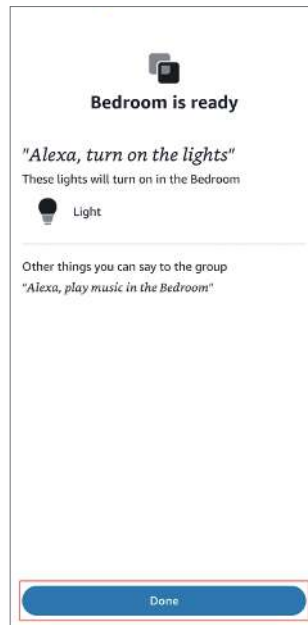 Bedroom is ready
"Alexa, turn on the lights"
These lights will turn on in the Bedroom
Light
Other things you can say to the group
"Alexa, play music in the Bedroom"
Done